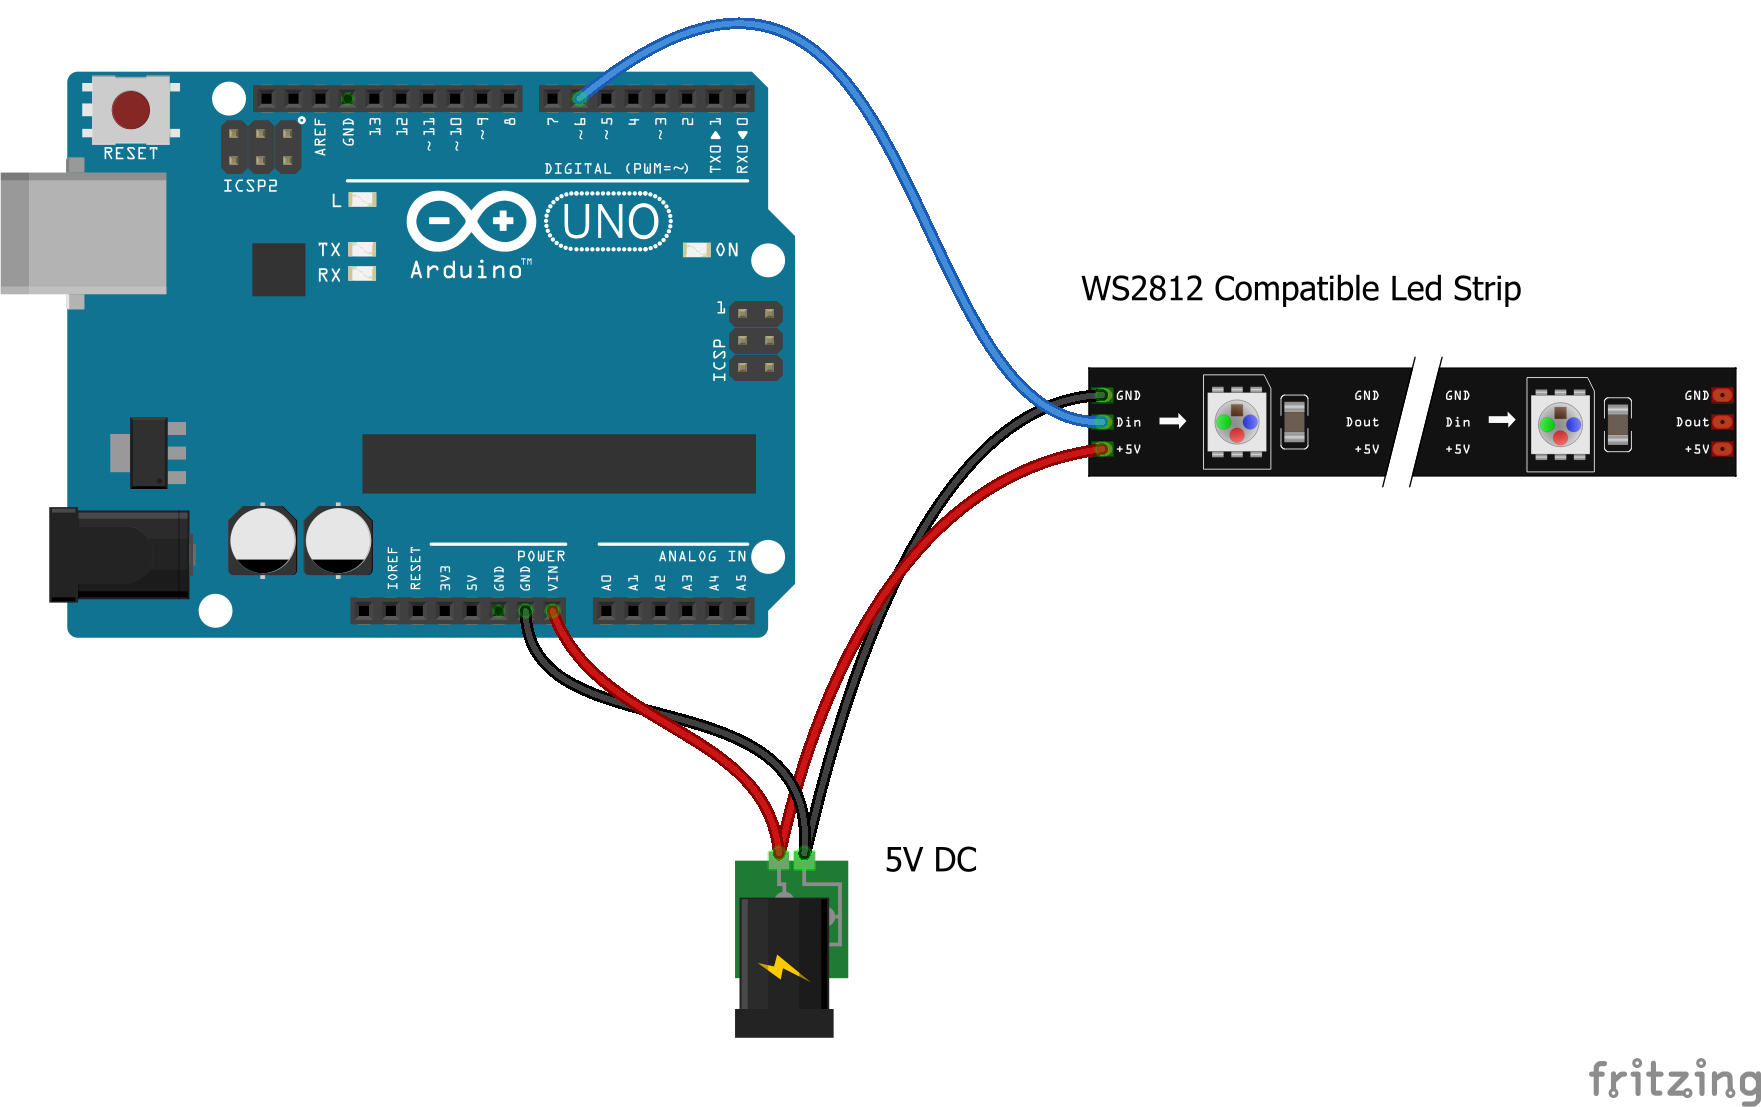 RESET
ICSP2
AREF
GND
13
12
~11
~10
~9
8
7
~6
~5
4
~3
2
TX0▶1
RX0◀0
DIGITAL (PWM=~)
L
TX
RX
UNO
Arduino™
ON
1
ICSP
WS2812 Compatible Led Strip
GND
Din
+5V
GND
Dout
+5V
GND
Din
+5V
GND
Dout
+5V
IOREF
RESET
3V3
5V
GND
GND
VIN
POWER
ANALOG IN
A0
A1
A2
A3
A4
A5
5V DC
fritzing